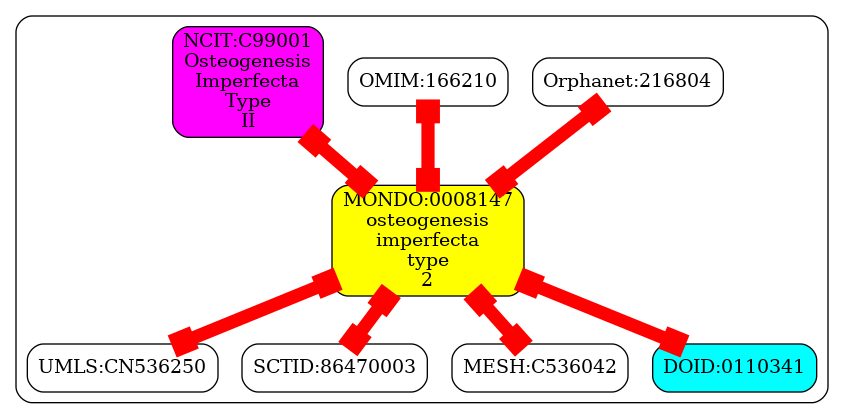 NCIT:C99001
Osteogenesis
Imperfecta
Type
II
OMIM:166210
Orphanet:216804
MONDO:0008147
osteogenesis
imperfecta
type
2
UMLS:CN536250
SCTID:86470003
MESH:C536042
DOID:0110341